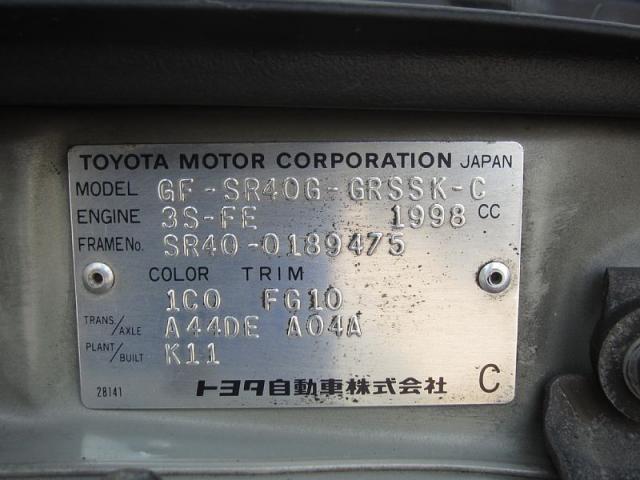 TOYOTA MOTOR CORPORATION JAPAN
MODEL GF-SR40G-GRSSK-C
ENGINE 3S-FE 1998 CC
FRAME No. SR40-0189475
COLOR TRIM
1C0 FG10
TRANS./AXLE A44DE A04A
PLANT/BUILT K11
28141 トヨタ自動車株式会社 C